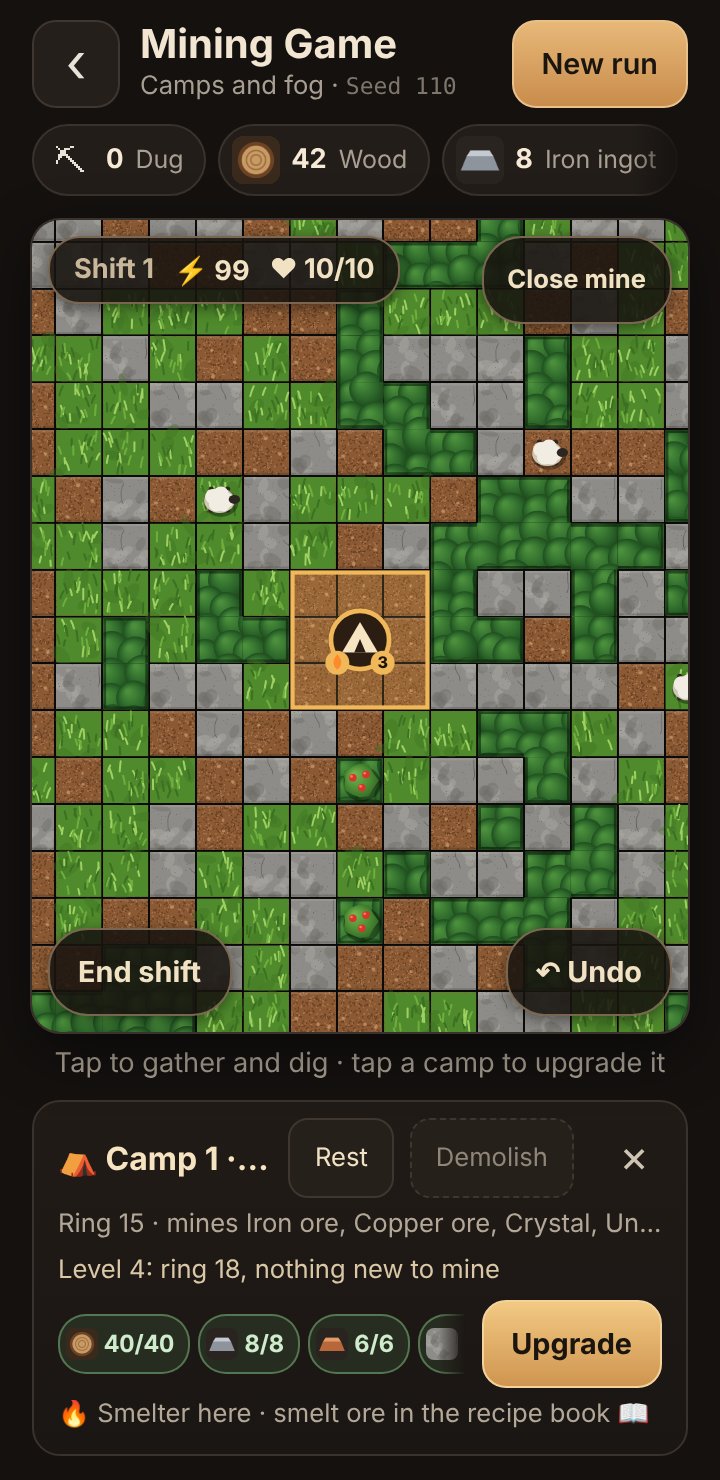 Mining Game
Camps and fog · Seed 110
New run
0 Dug
42 Wood
8 Iron ingot
Shift 1 ⚡ 99 ♥ 10/10
Close mine
3
End shift
↶ Undo
Tap to gather and dig · tap a camp to upgrade it
Camp 1 ·...
Rest
Demolish
✕
Ring 15 · mines Iron ore, Copper ore, Crystal, Un...
Level 4: ring 18, nothing new to mine
40/40
8/8
6/6
Upgrade
🔥 Smelter here · smelt ore in the recipe book 📖